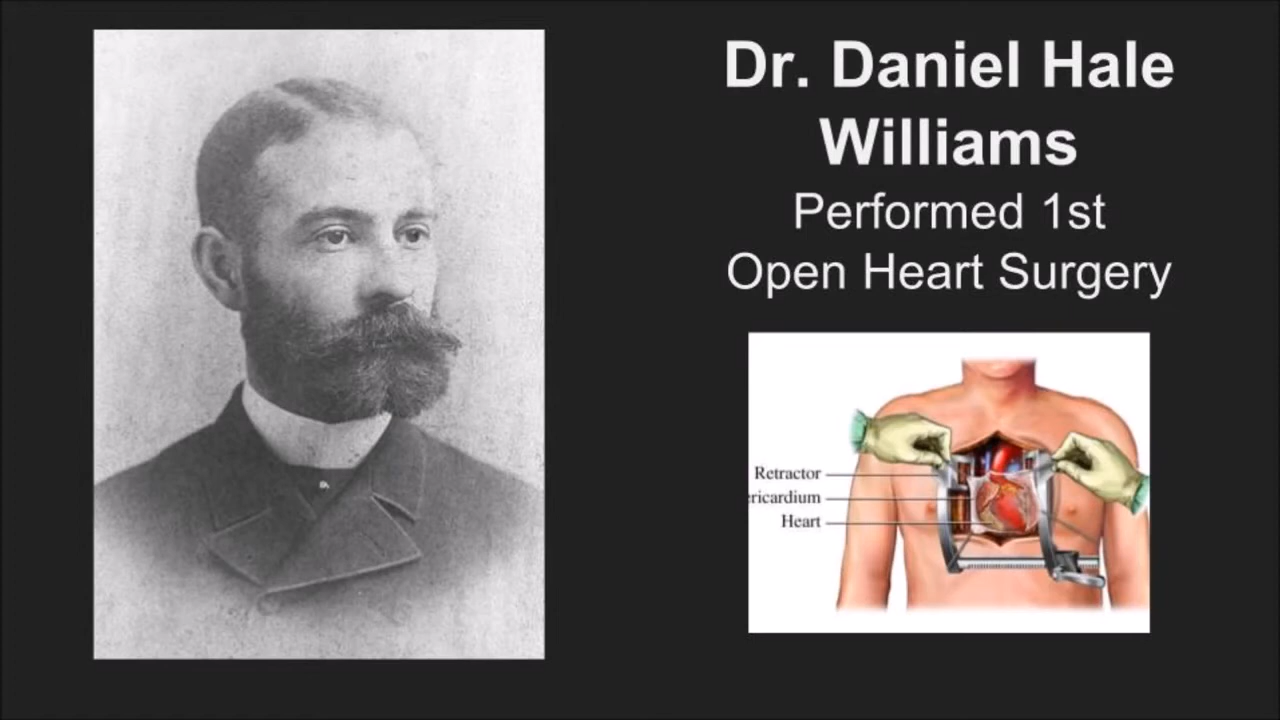 Dr. Daniel Hale
Williams
Performed 1st
Open Heart Surgery
Retractor
ericardium
Heart